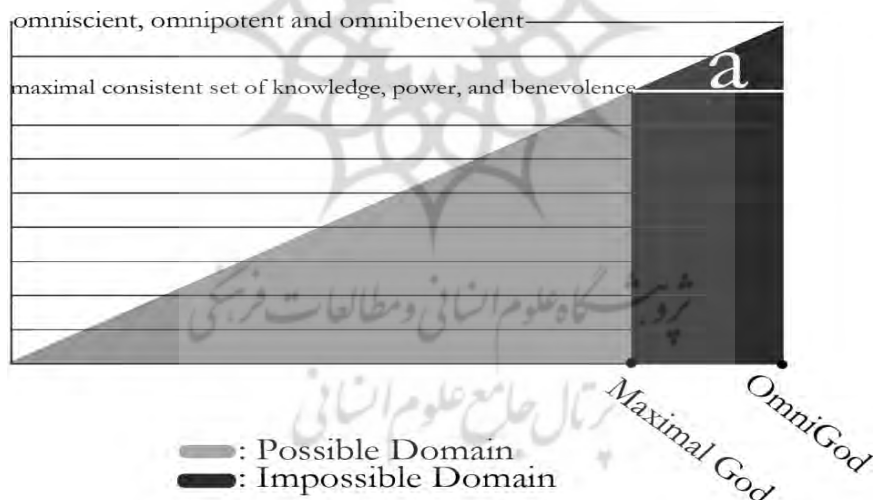 omniscient, omnipotent and omnibenevolent
a
maximal consistent set of knowledge, power, and benevolence
پژوهشگاه علوم انسانی و مطالعات فرهنگی
پرتال جامع علوم انسانی
Maximal God
OmniGod
: Possible Domain
: Impossible Domain